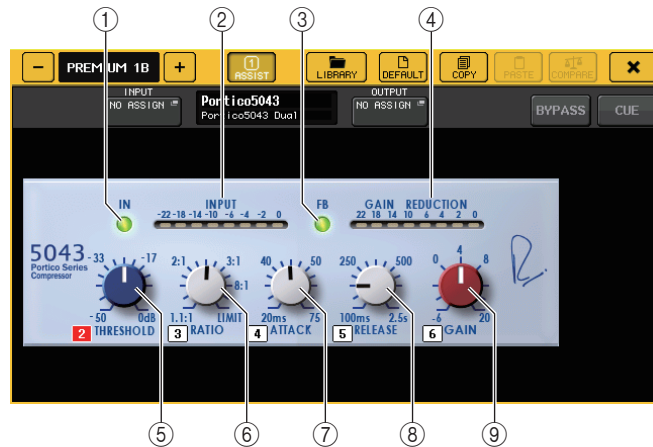 ① ② ③ ④
− PREMIUM 1B + 1 ASSIST LIBRARY DEFAULT COPY PASTE COMPARE ×
INPUT OUTPUT
NO ASSIGN Portico5043 NO ASSIGN
Portico5043 Dual BYPASS CUE
IN INPUT FB GAIN REDUCTION
-22 -18 -14 -10 -6 -4 -2 0 22 18 14 10 6 4 2 0
5043
Portico Series
Compressor
-33 -17 2:1 3:1 40 50 250 500 0 4 8
8:1
-50 0dB 1.1:1 LIMIT 20ms 75 100ms 2.5s -6 20
2 THRESHOLD 3 RATIO 4 ATTACK 5 RELEASE 6 GAIN
⑤ ⑥ ⑦ ⑧ ⑨